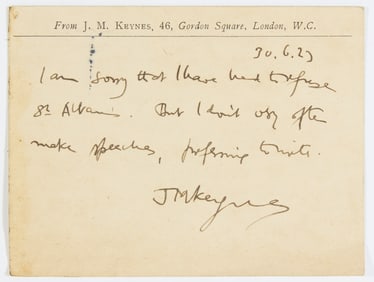 From J. M. KEYNES, 46, Gordon Square, London, W.C.
30.6.23
I am sorry that I have had to refuse
St Albans. But I don't very often
make speeches, preferring to write.
JMKeynes